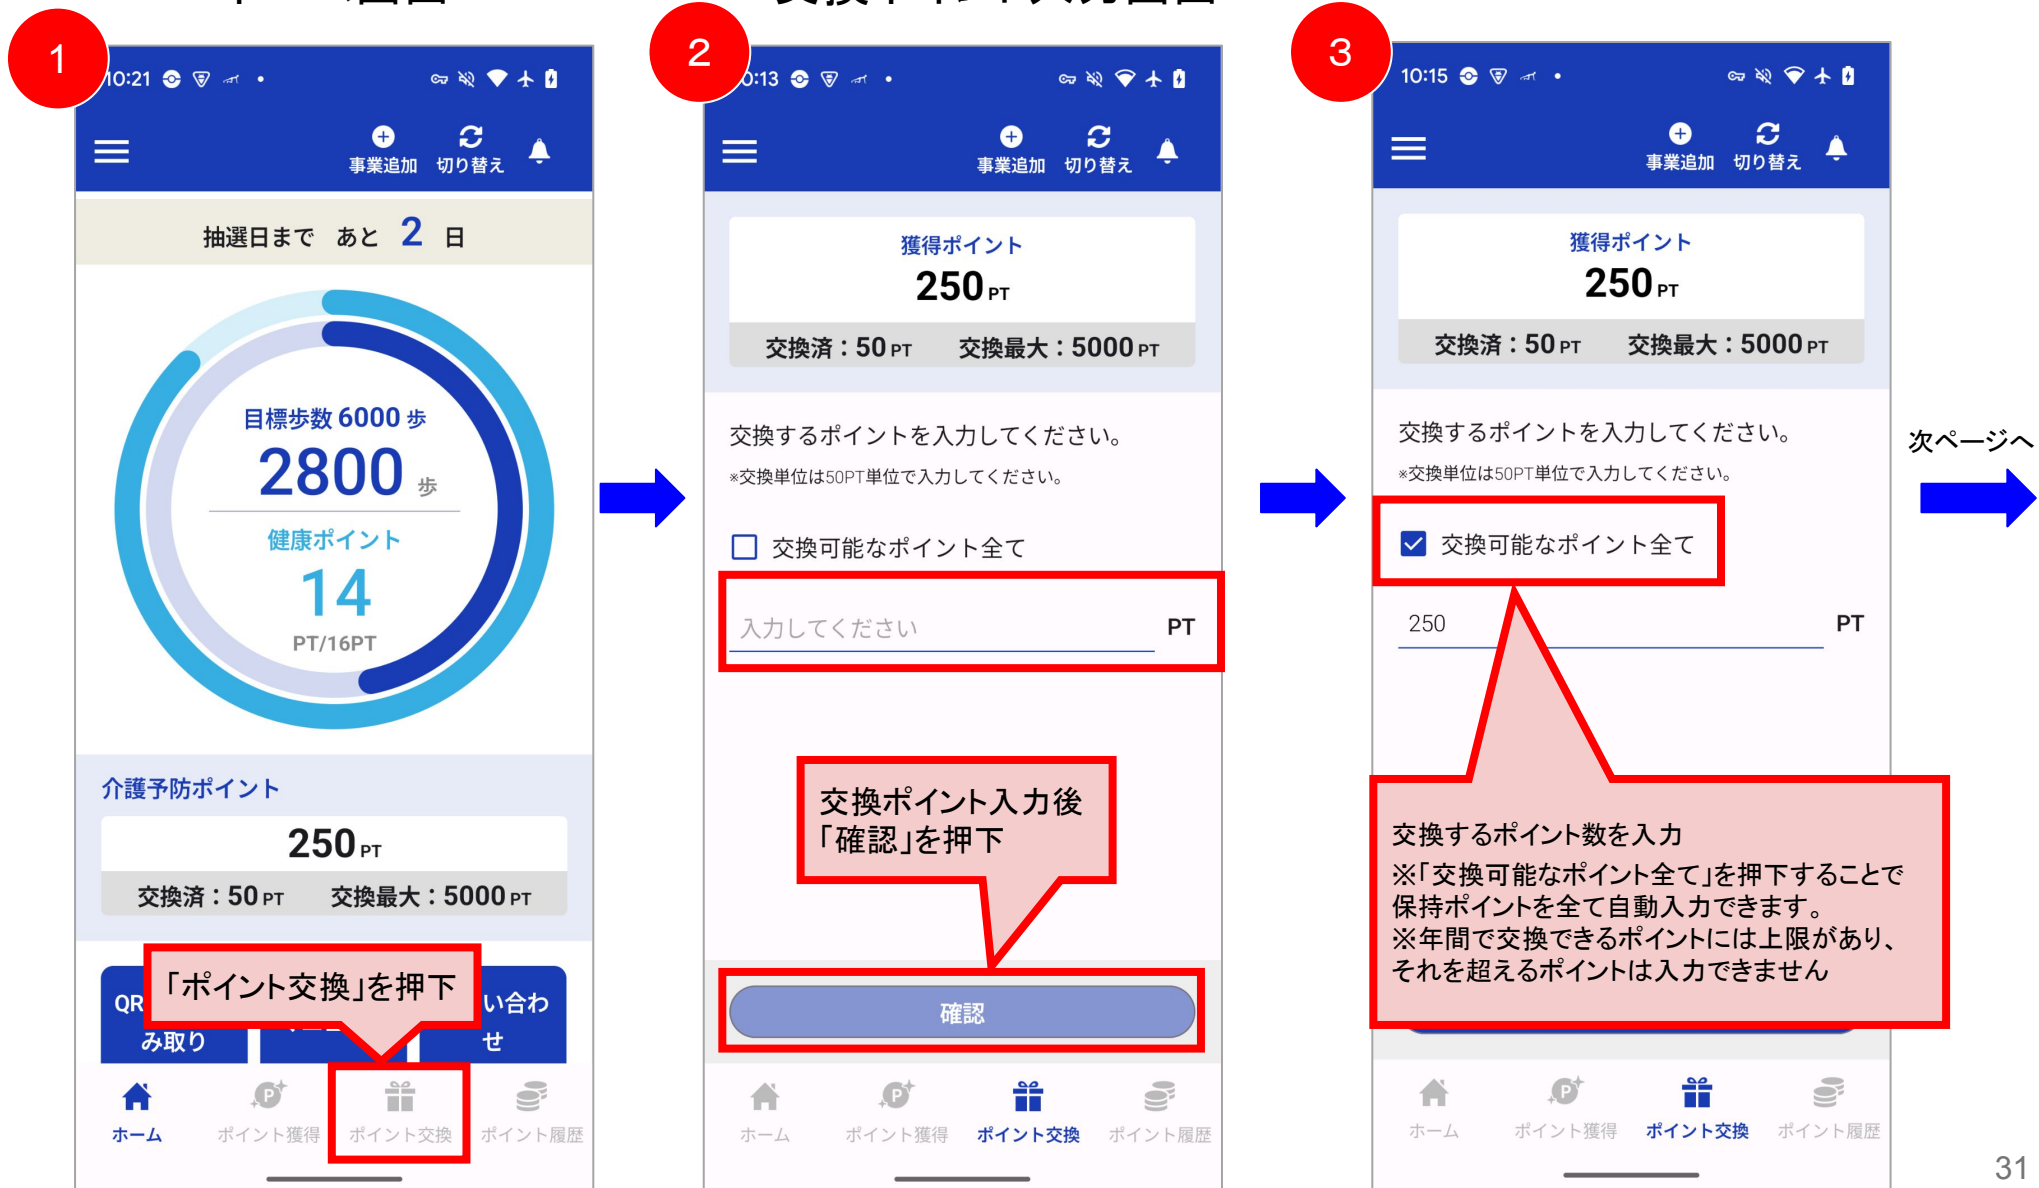 1
10:21
事業追加 切り替え
抽選日まで あと 2 日
目標歩数 6000 歩
2800 歩
健康ポイント
14
PT/16PT
介護予防ポイント
250 PT
交換済：50 PT 交換最大：5000 PT
「ポイント交換」を押下
QR
み取り
い合わ
せ
ホーム ポイント獲得 ポイント交換 ポイント履歴
2
0:13
事業追加 切り替え
獲得ポイント
250 PT
交換済：50 PT 交換最大：5000 PT
交換するポイントを入力してください。
※交換単位は50PT単位で入力してください。
交換可能なポイント全て
入力してください PT
交換ポイント入力後
「確認」を押下
確認
ホーム ポイント獲得 ポイント交換 ポイント履歴
3
10:15
事業追加 切り替え
獲得ポイント
250 PT
交換済：50 PT 交換最大：5000 PT
交換するポイントを入力してください。
※交換単位は50PT単位で入力してください。
交換可能なポイント全て
250 PT
交換するポイント数を入力
※「交換可能なポイント全て」を押下することで
保持ポイントを全て自動入力できます。
※年間で交換できるポイントには上限があり、
それを超えるポイントは入力できません
ホーム ポイント獲得 ポイント交換 ポイント履歴
次ページへ
31